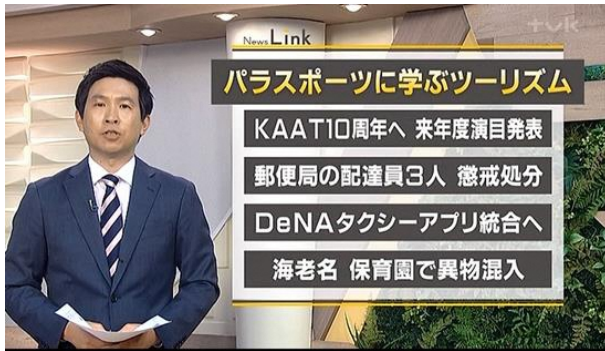 tvk
News Link
パラスポーツに学ぶツーリズム
KAAT10周年へ 来年度演目発表
郵便局の配達員3人 懲戒処分
DeNAタクシーアプリ統合へ
海老名 保育園で異物混入